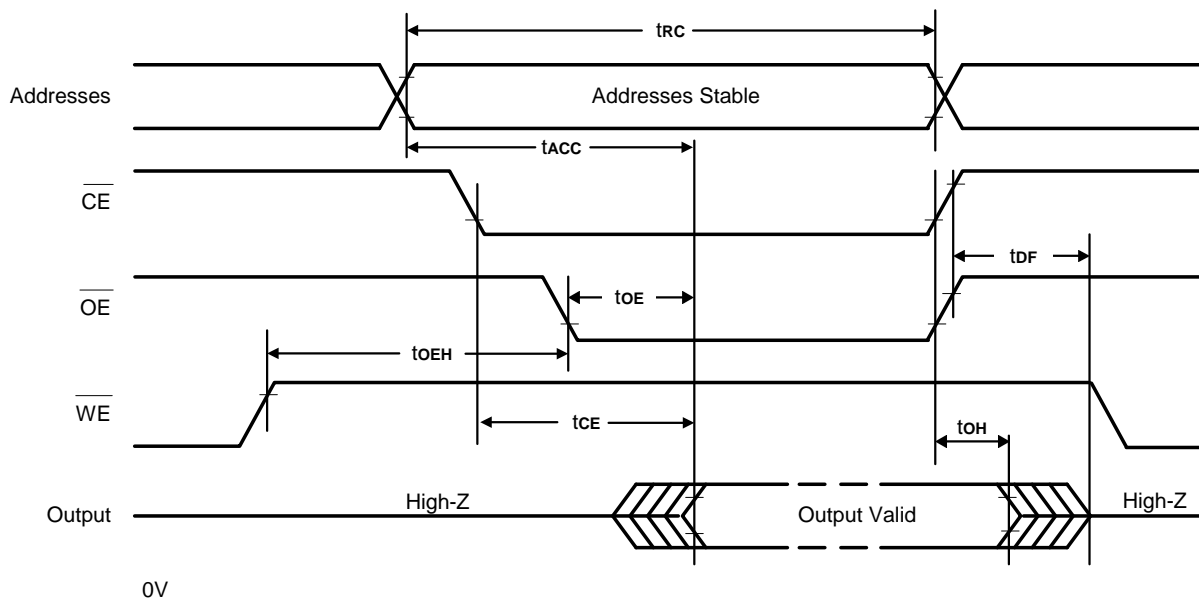 tRC
Addresses
Addresses Stable
tACC
CE
tDF
OE
tOE
tOEH
WE
tCE
tOH
High-Z
High-Z
Output
Output Valid
0V